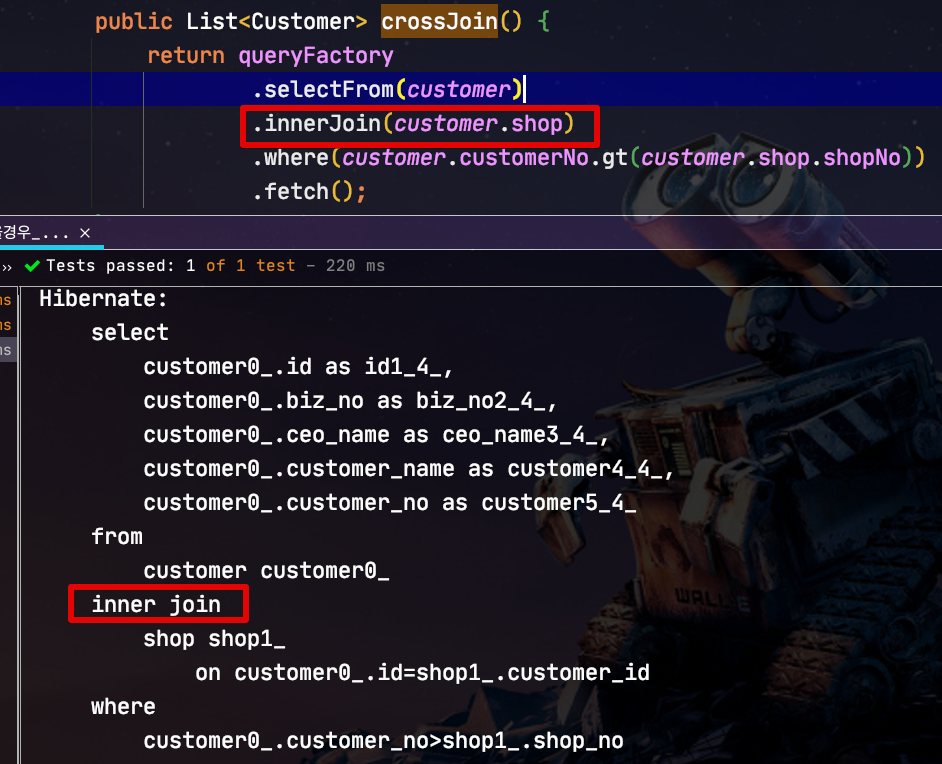 public List<Customer> crossJoin() {
return queryFactory
.selectFrom(customer)
.innerJoin(customer.shop)
.where(customer.customerNo.gt(customer.shop.shopNo))
.fetch();
경우_... ×
›› ✔ Tests passed: 1 of 1 test – 220 ms
ms
ms
ms
Hibernate:
select
customer0_.id as id1_4_,
customer0_.biz_no as biz_no2_4_,
customer0_.ceo_name as ceo_name3_4_,
customer0_.customer_name as customer4_4_,
customer0_.customer_no as customer5_4_
from
customer customer0_
inner join
shop shop1_
on customer0_.id=shop1_.customer_id
where
customer0_.customer_no>shop1_.shop_no
WALL·E